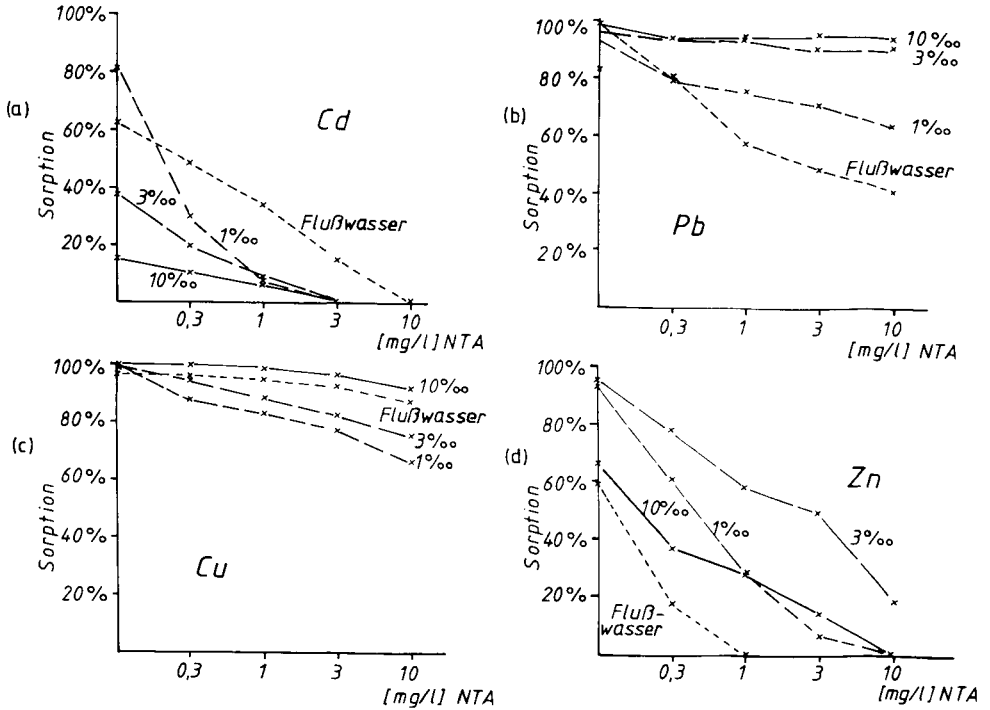 (a)
Sorption
100%
80%
60%
40%
20%
Cd
3‰
1‰
10‰
Flußwasser
0,3 1 3 10
[mg/l] NTA
(b)
Sorption
100%
80%
60%
40%
20%
Pb
10‰
3‰
1‰
Flußwasser
0,3 1 3 10
[mg/l] NTA
(c)
Sorption
100%
80%
60%
40%
20%
Cu
10‰
Flußwasser
3‰
1‰
0,3 1 3 10
[mg/l] NTA
(d)
Sorption
100%
80%
60%
40%
20%
Zn
10‰
1‰
3‰
Fluß-
wasser
0,3 1 3 10
[mg/l] NTA